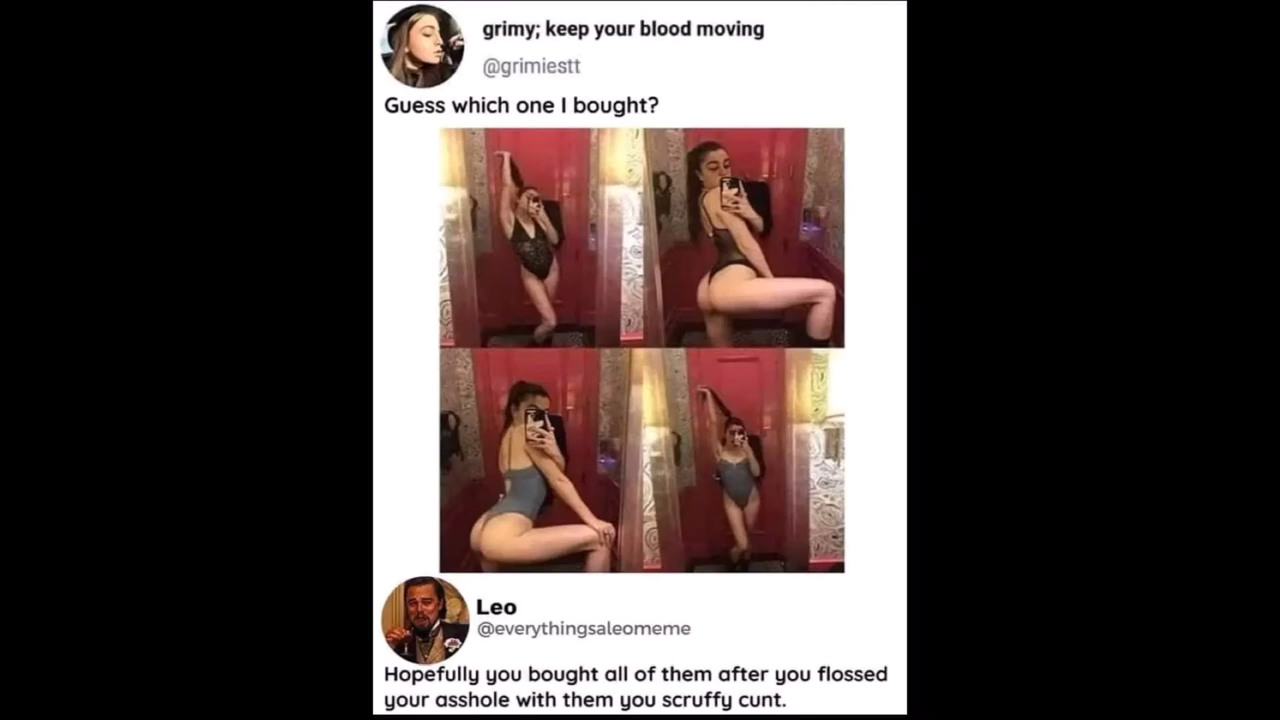 grimy; keep your blood moving
@grimiestt
Guess which one I bought?
Leo
@everythingsaleomeme
Hopefully you bought all of them after you flossed
your asshole with them you scruffy cunt.